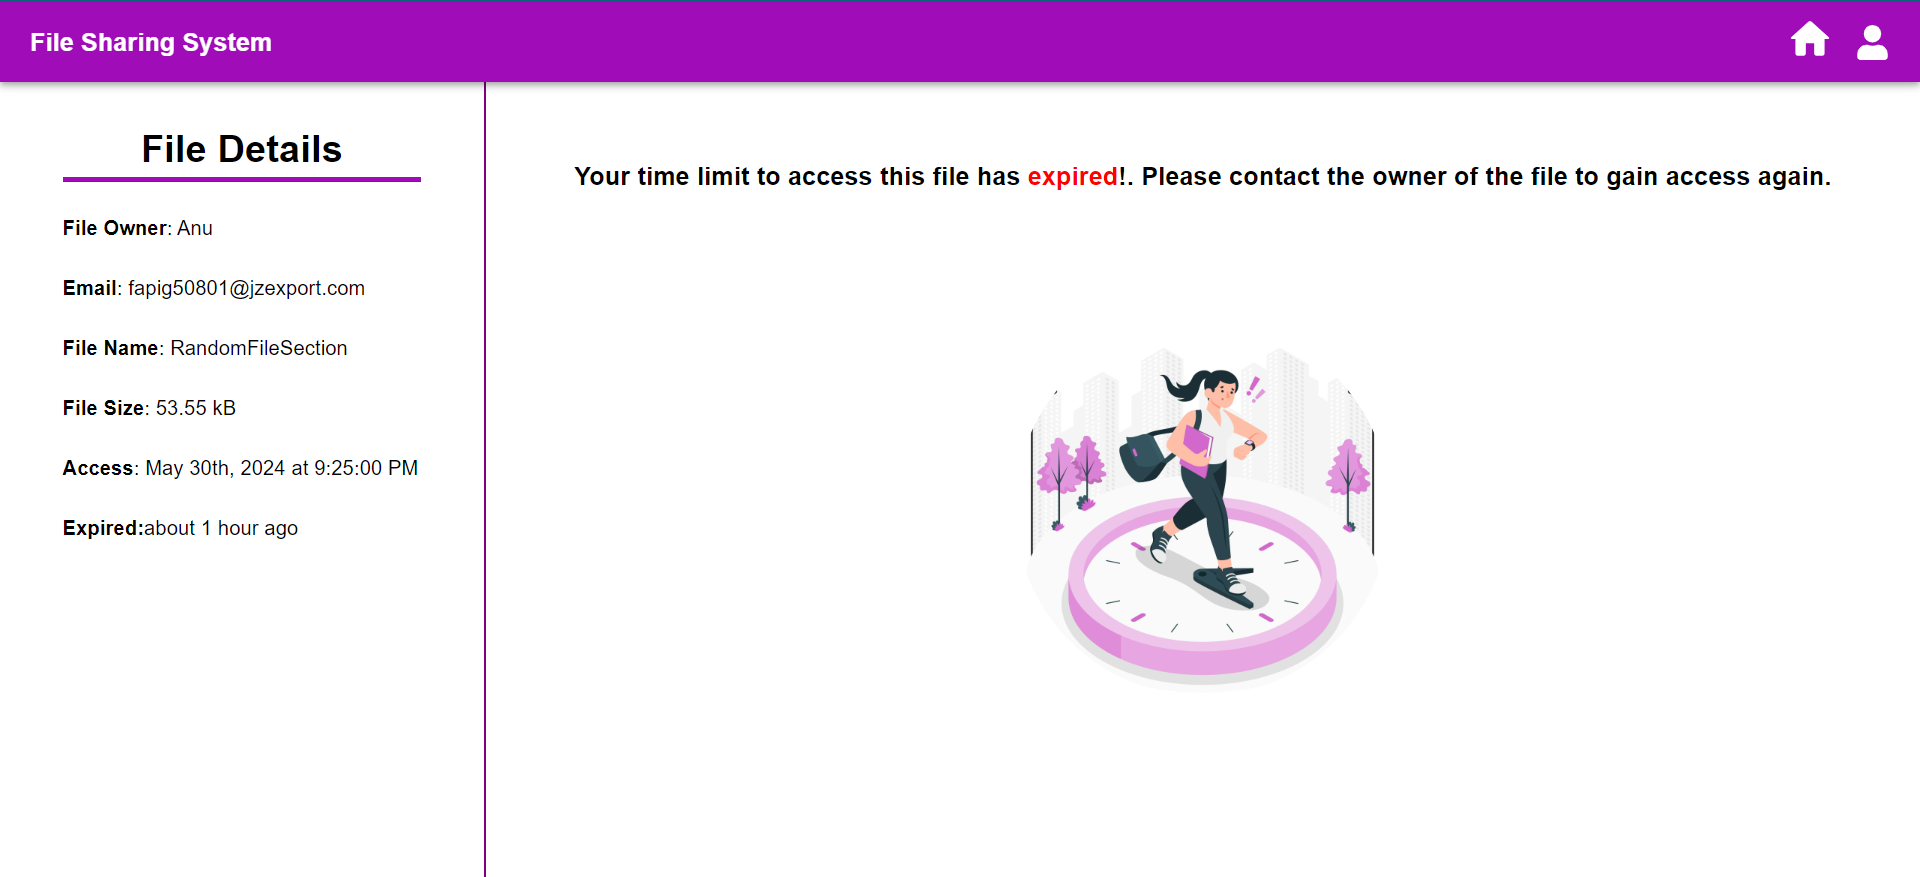 File Sharing System
File Details
File Owner: Anu
Email: fapig50801@jzexport.com
File Name: RandomFileSection
File Size: 53.55 kB
Access: May 30th, 2024 at 9:25:00 PM
Expired:about 1 hour ago
Your time limit to access this file has expired!. Please contact the owner of the file to gain access again.